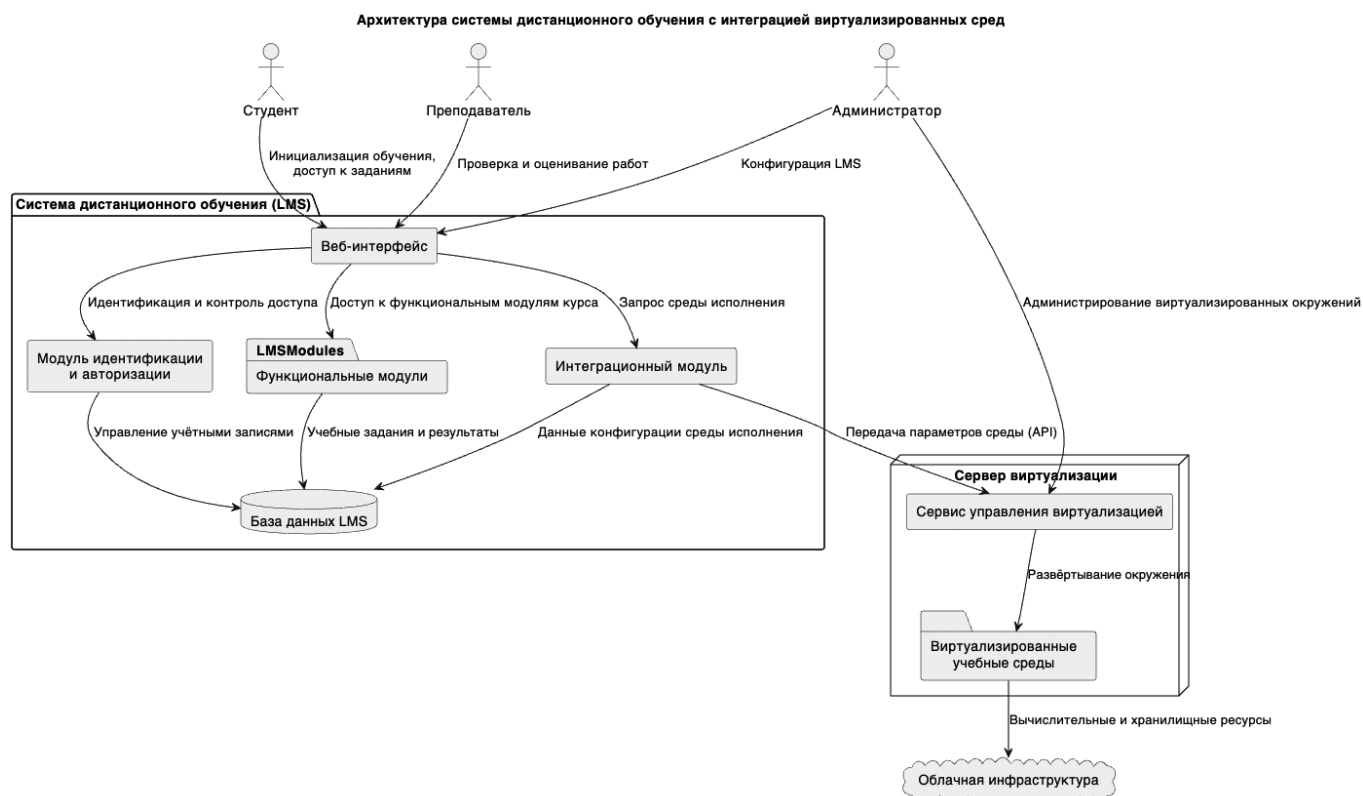 Архитектура системы дистанционного обучения с интеграцией виртуализированных сред
Студент
Преподаватель
Администратор
Инициализация обучения,
доступ к заданиям
Проверка и оценивание работ
Конфигурация LMS
Система дистанционного обучения (LMS)
Веб-интерфейс
Идентификация и контроль доступа
Доступ к функциональным модулям курса
Запрос среды исполнения
Администрирование виртуализированных окружений
Модуль идентификации
и авторизации
LMSModules
Функциональные модули
Интеграционный модуль
Управление учётными записями
Учебные задания и результаты
Данные конфигурации среды исполнения
Передача параметров среды (API)
Сервер виртуализации
База данных LMS
Сервис управления виртуализацией
Развёртывание окружения
Виртуализированные
учебные среды
Вычислительные и хранилищные ресурсы
Облачная инфраструктура